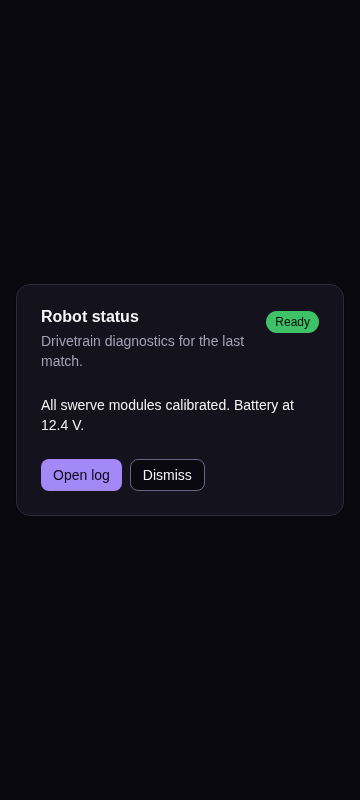 Robot status
Ready
Drivetrain diagnostics for the last
match.
All swerve modules calibrated. Battery at
12.4 V.
Open log
Dismiss